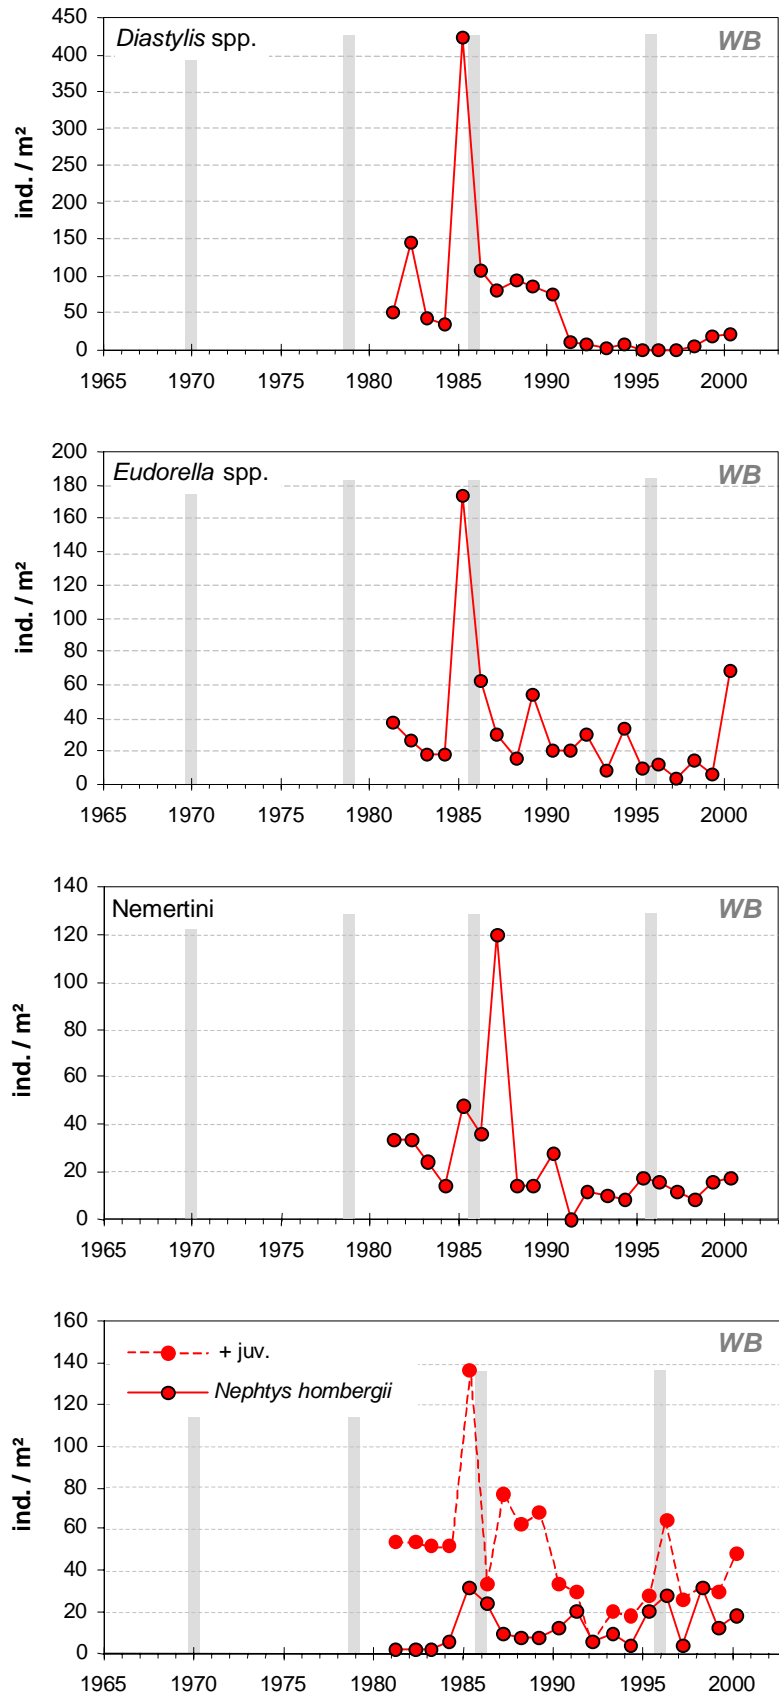 Diastylis spp.
WB
ind. / m²
450
400
350
300
250
200
150
100
50
0
1965 1970 1975 1980 1985 1990 1995 2000
Eudorella spp.
WB
ind. / m²
200
180
160
140
120
100
80
60
40
20
0
1965 1970 1975 1980 1985 1990 1995 2000
Nemertini
WB
ind. / m²
140
120
100
80
60
40
20
0
1965 1970 1975 1980 1985 1990 1995 2000
+ juv.
Nephtys hombergii
WB
ind. / m²
160
140
120
100
80
60
40
20
0
1965 1970 1975 1980 1985 1990 1995 2000